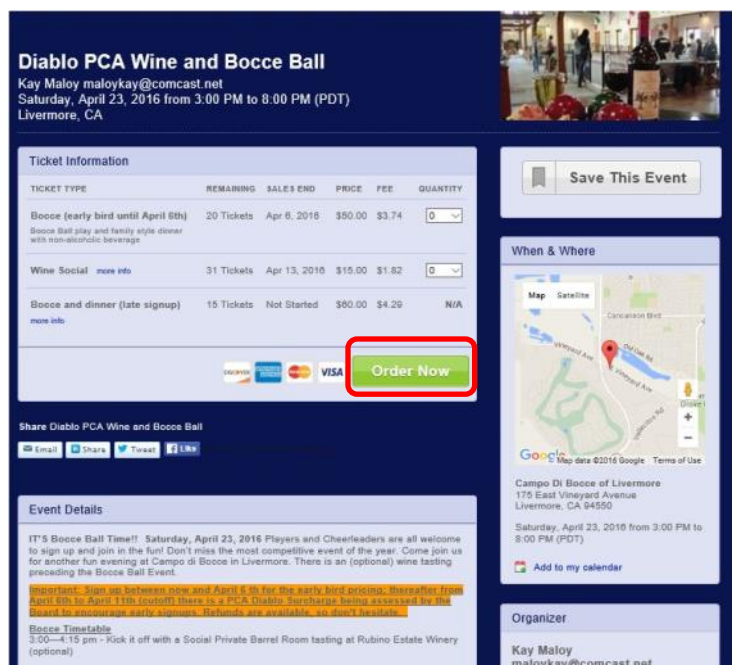 Diablo PCA Wine and Bocce Ball
Kay Maloy maloykay@comcast.net
Saturday, April 23, 2016 from 3:00 PM to 8:00 PM (PDT)
Livermore, CA
Ticket Information
TICKET TYPE REMAINING SALES END PRICE FEE QUANTITY
Bocce (early bird until April 6th) 20 Tickets Apr 6, 2016 $50.00 $3.74 0
Bocce Ball play and family style dinner
with non-alcoholic beverage
Wine Social more info 31 Tickets Apr 13, 2016 $15.00 $1.82 0
Bocce and dinner (late signup) 15 Tickets Not Started $60.00 $4.29 N/A
more info
DISCOVER VISA Order Now
Share Diablo PCA Wine and Bocce Ball
Email Share Tweet Like
Event Details
IT'S Bocce Ball Time!! Saturday, April 23, 2016 Players and Cheerleaders are all welcome
to sign up and join in the fun! Don't miss the most competitive event of the year. Come join us
for another fun evening at Campo di Bocce in Livermore. There is an (optional) wine tasting
preceding the Bocce Ball Event.
Important: Sign up between now and April 6 th for the early bird pricing; thereafter from
April 6th to April 11th (cutoff) there is a PCA Diablo Surcharge being assessed by the
Board to encourage early signups. Refunds are available, so don't hesitate.
Bocce Timetable
3:00—4:15 pm - Kick it off with a Social Private Barrel Room tasting at Rubino Estate Winery
(optional)
Save This Event
When & Where
Map Satellite
Concannon Blvd
Vineyard Ave
Old Oak Rd
E Vineyard Ave
Grove
Google Map data ©2016 Google Terms of Use
Campo Di Bocce of Livermore
175 East Vineyard Avenue
Livermore, CA 94550
Saturday, April 23, 2016 from 3:00 PM to
8:00 PM (PDT)
Add to my calendar
Organizer
Kay Maloy
maloykay@comcast.net